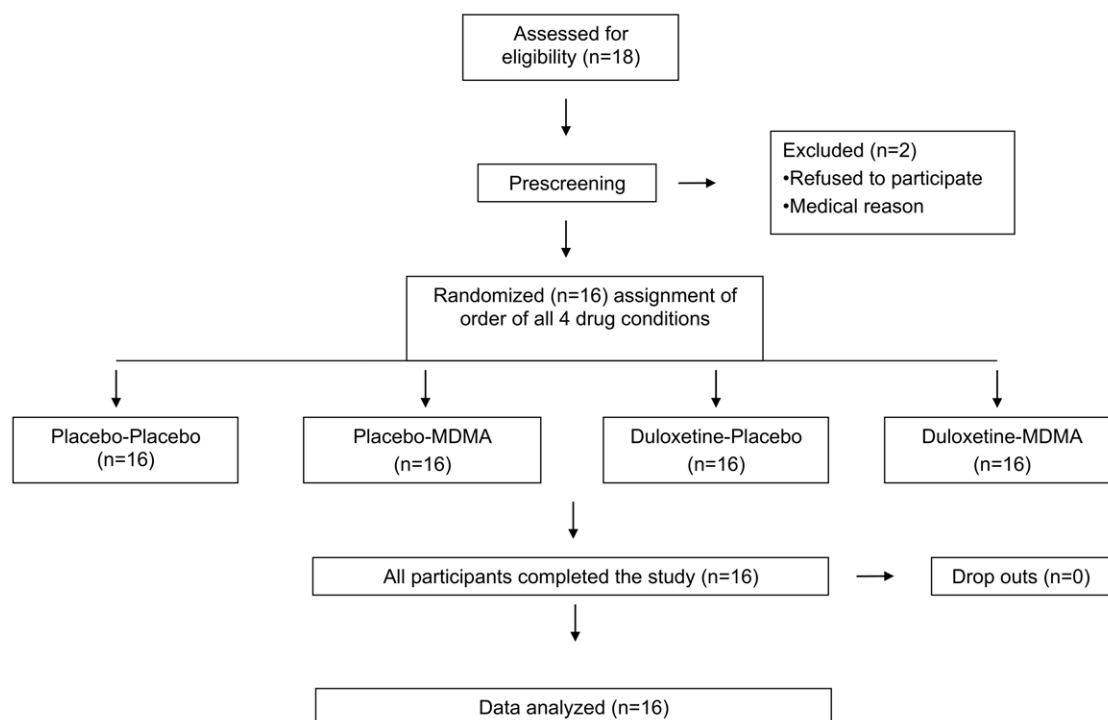 Assessed for
eligibility (n=18)
Prescreening
Excluded (n=2)
•Refused to participate
•Medical reason
Randomized (n=16) assignment of
order of all 4 drug conditions
Placebo-Placebo
(n=16)
Placebo-MDMA
(n=16)
Duloxetine-Placebo
(n=16)
Duloxetine-MDMA
(n=16)
All participants completed the study (n=16)
Drop outs (n=0)
Data analyzed (n=16)